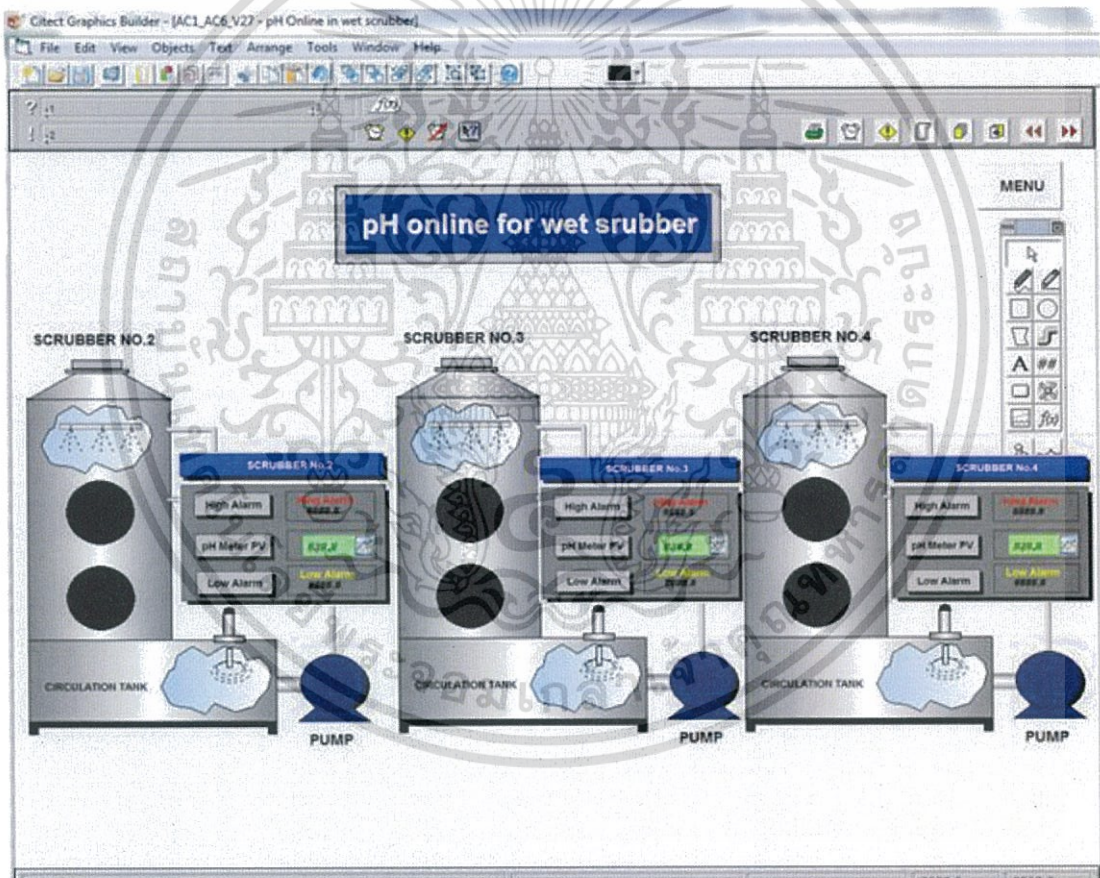 Citect Graphics Builder - [AC1_AC6_V27 - pH Online in wet scrubber]
File Edit View Objects Text Arrange Tools Window Help
MENU
pH online for wet srubber
SCRUBBER NO.2
SCRUBBER NO.3
SCRUBBER NO.4
SCRUBBER No.2
High Alarm
pH Meter PV
Low Alarm
Low Alarm
SCRUBBER No.3
High Alarm
pH Meter PV
Low Alarm
Low Alarm
SCRUBBER No.4
High Alarm
pH Meter PV
Low Alarm
Low Alarm
CIRCULATION TANK
CIRCULATION TANK
CIRCULATION TANK
PUMP
PUMP
PUMP